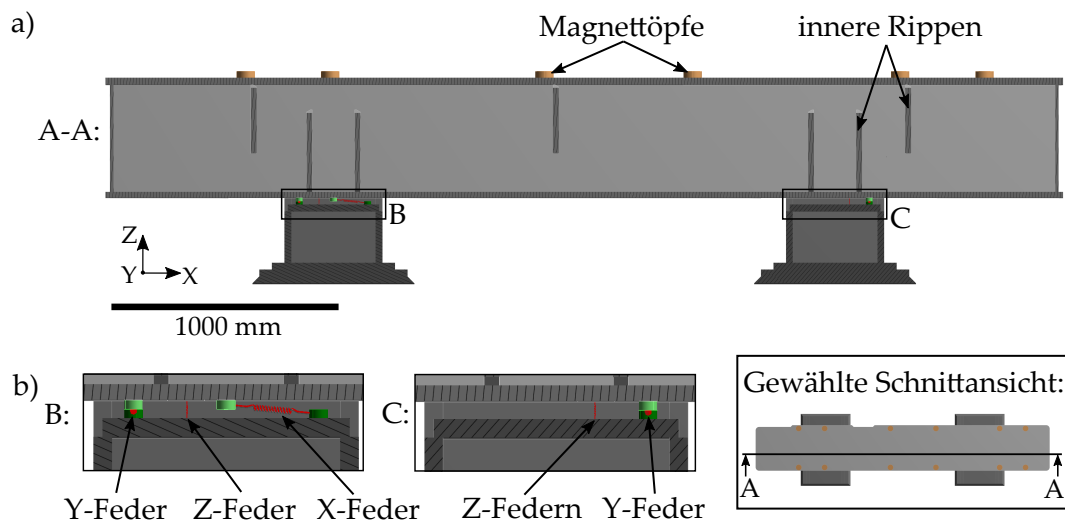 a)
Magnettöpfe
innere Rippen
A-A:
B
C
Z
Y
X
1000 mm
b)
B:
C:
Gewählte Schnittansicht:
A
A
Y-Feder
Z-Feder
X-Feder
Z-Federn
Y-Feder